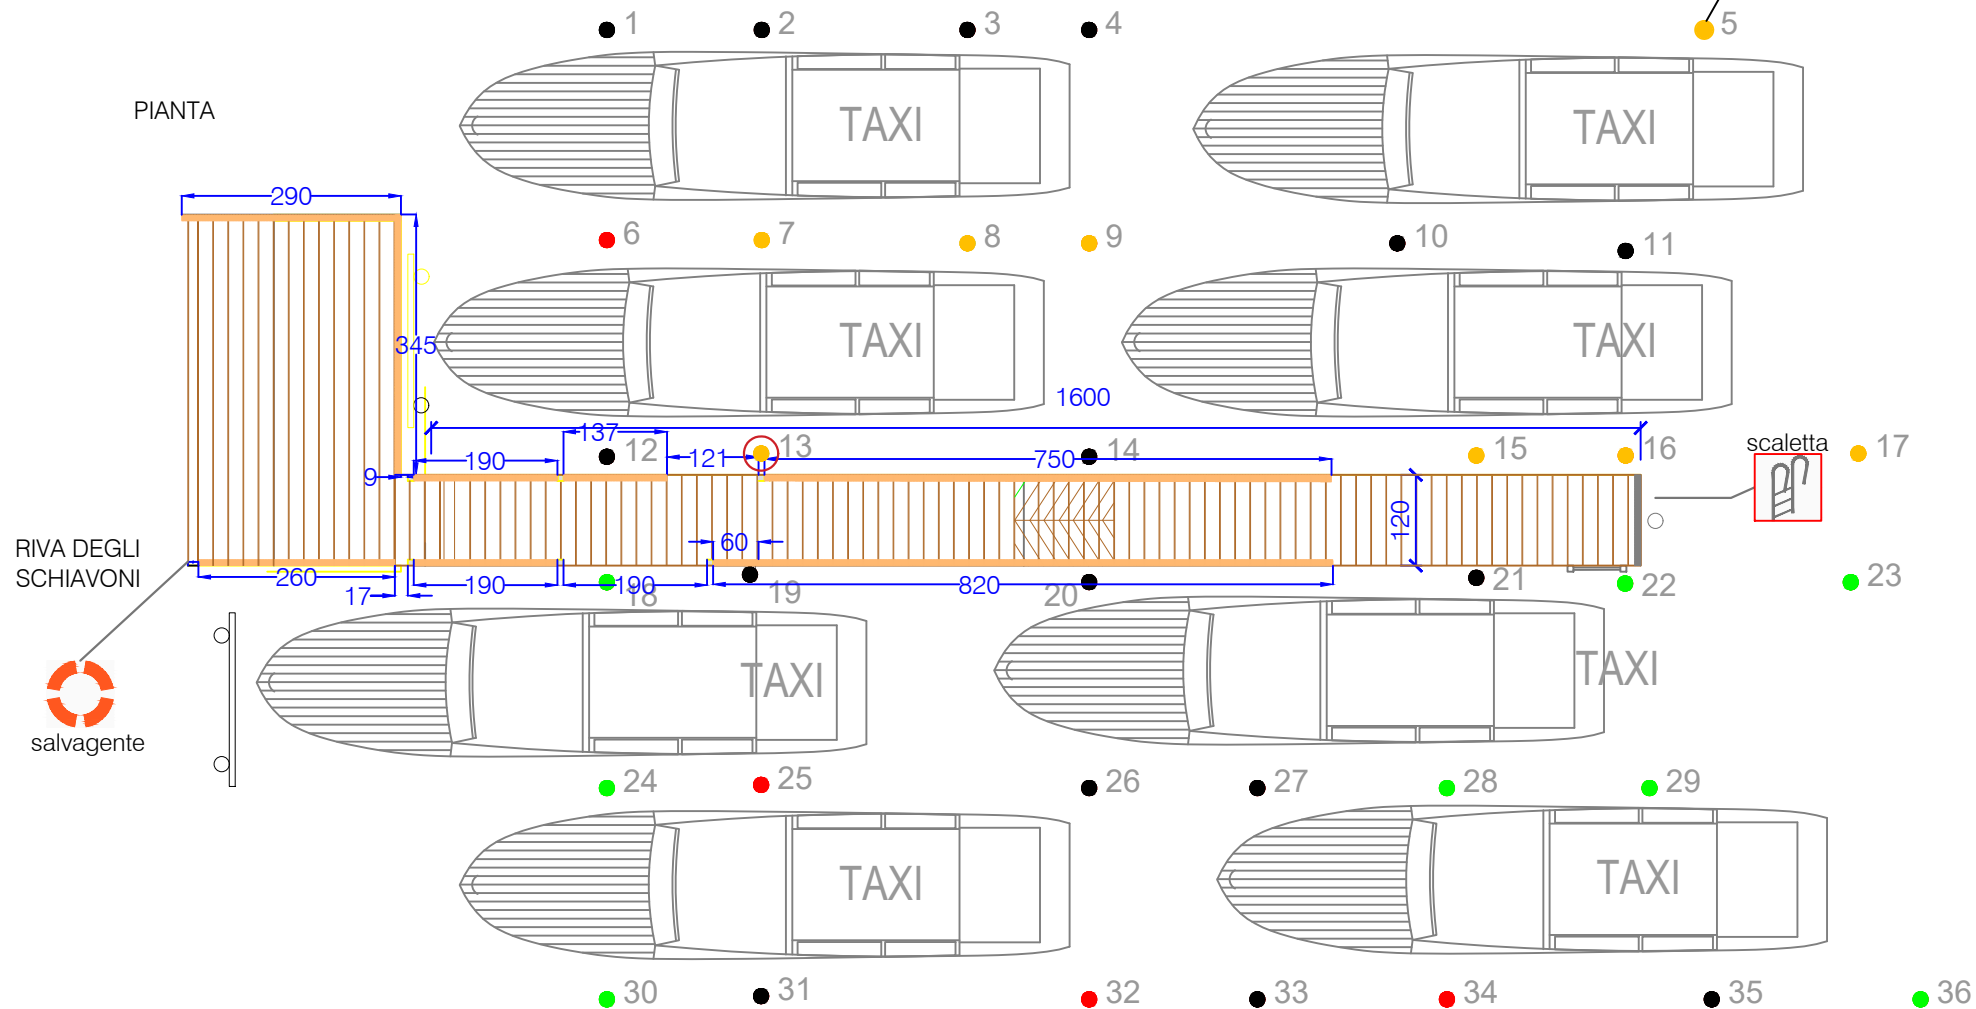 1 2 3 4 5
PIANTA
TAXI TAXI
290
6 7 8 9 10 11
345 TAXI TAXI
1600
137
12 13 14 15 16 17
scaletta
190 121 750
9
120
60
RIVA DEGLI
SCHIAVONI
260 190 190 820
17
18 19 20 21 22 23
TAXI TAXI
salvagente
24 25 26 27 28 29
TAXI TAXI
30 31 32 33 34 35 36